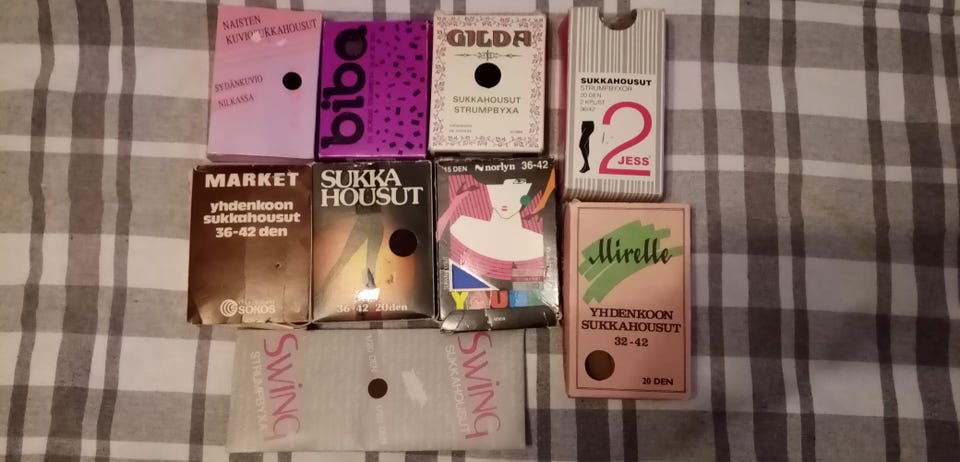 NAISTEN
KUVIOSUKKAHOUSUT
SYDÄNKUVIO
NILKASSA
biba
GILDA
SUKKAHOUSUT
STRUMPBYXA
SUKKAHOUSUT
STRUMPBYXOR
20 DEN
2 KPL/ST
36/42
2
JESS
MARKET
yhdenkoon
sukkahousut
36-42 den
SOKOS
SUKKA
HOUSUT
36-42 20den
15 DEN norlyn 36-42
Mirelle
YHDENKOON
SUKKAHOUSUT
32-42
20 DEN
SWING
STRUMPBYXA
20 DEN
SWING
SUKKAHOUSUT